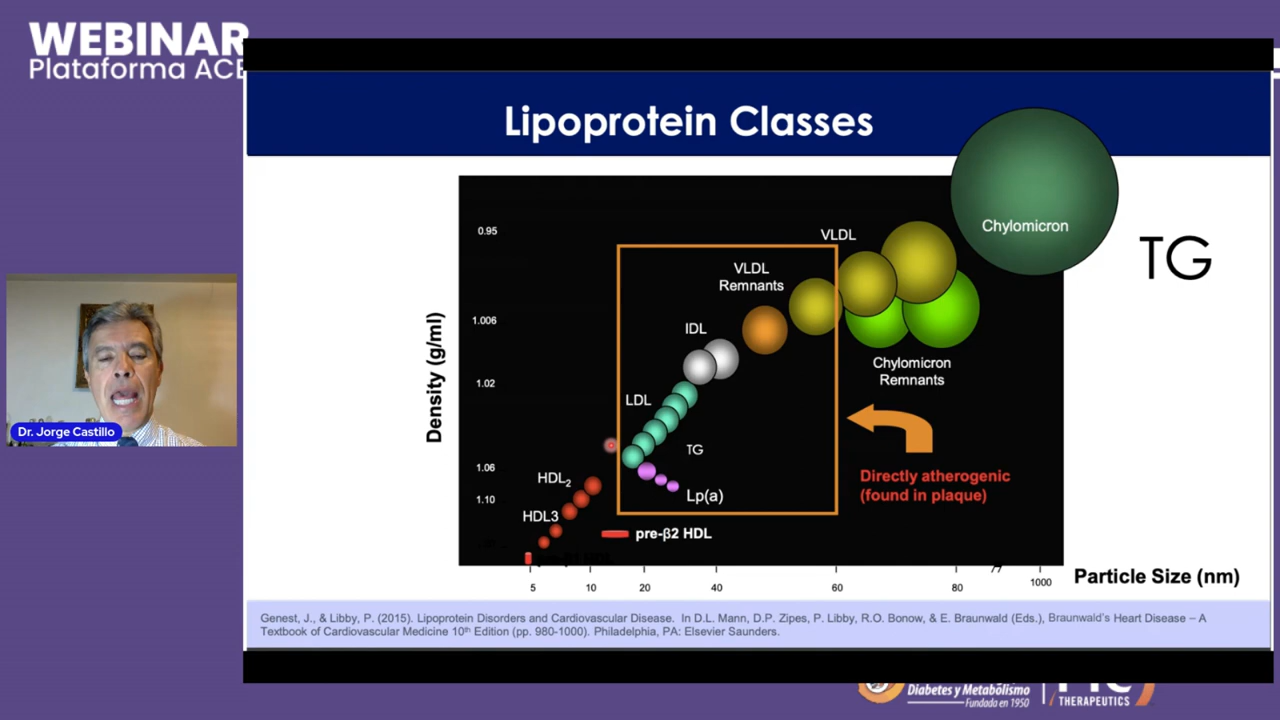 WEBINAR
Plataforma ACE
Lipoprotein Classes
Chylomicron
TG
0.95
VLDL
VLDL
Remnants
1.006
IDL
Chylomicron
Remnants
1.02
LDL
Density (g/ml)
TG
Directly atherogenic
(found in plaque)
1.06
HDL2
Lp(a)
1.10
HDL3
pre-β2 HDL
5
10
20
40
60
80
1000
Particle Size (nm)
Dr. Jorge Castillo
Genest, J., & Libby, P. (2015). Lipoprotein Disorders and Cardiovascular Disease. In D.L. Mann, D.P. Zipes, P. Libby, R.O. Bonow, & E. Braunwald (Eds.), Braunwald's Heart Disease – A
Textbook of Cardiovascular Medicine 10th Edition (pp. 980-1000). Philadelphia, PA: Elsevier Saunders.
Diabetes y Metabolismo
Fundada en 1950
THERAPEUTICS